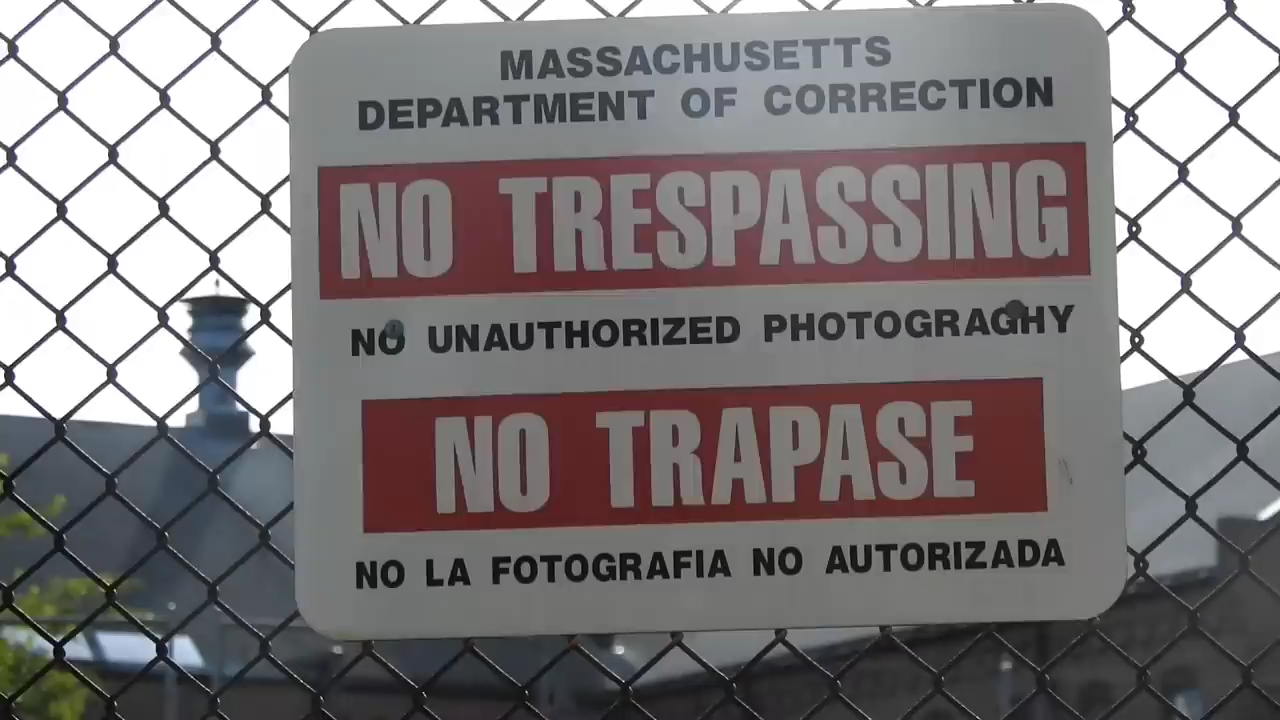 MASSACHUSETTS
DEPARTMENT OF CORRECTION
NO TRESPASSING
NO UNAUTHORIZED PHOTOGRAGHY
NO TRAPASE
NO LA FOTOGRAFIA NO AUTORIZADA